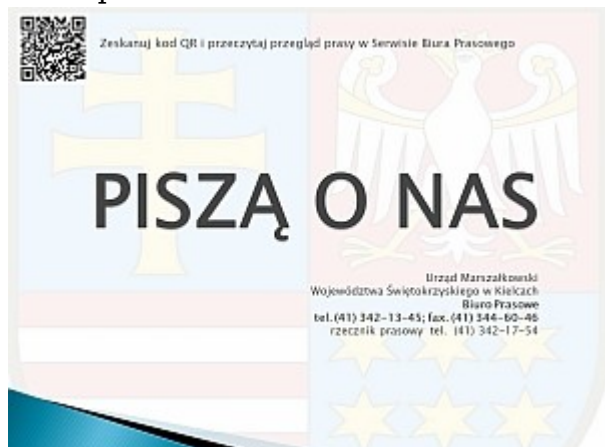 Zeskanuj kod QR i przeczytaj przegląd prasy w Serwisie Biura Prasowego
PISZĄ O NAS
Urząd Marszałkowski
Województwa Świętokrzyskiego w Kielcach
Biuro Prasowe
tel.(41) 342-13-45; fax.(41) 344-60-46
rzecznik prasowy tel. (41) 342-17-54